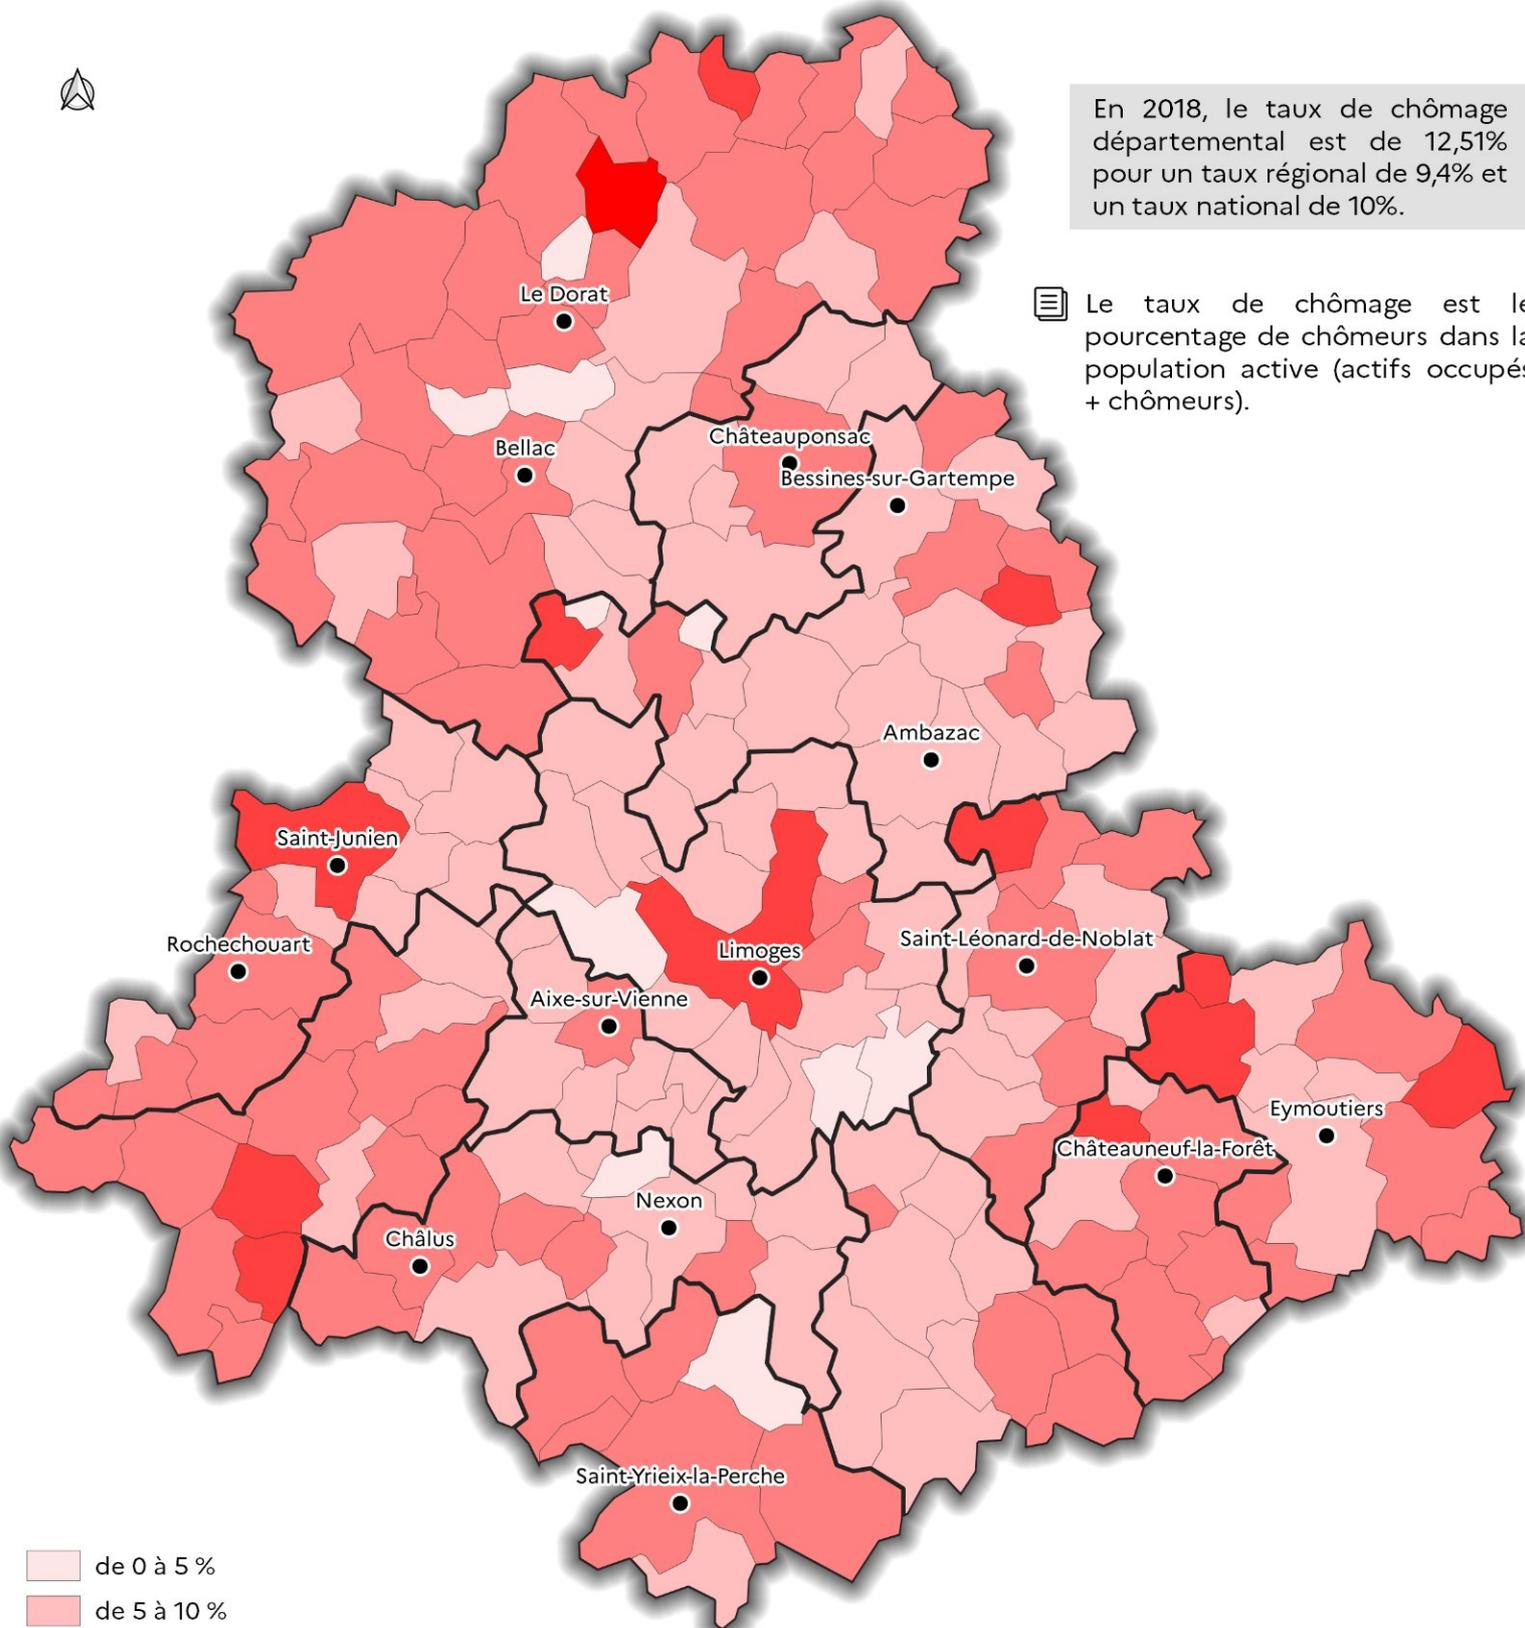 En 2018, le taux de chômage
départemental est de 12,51%
pour un taux régional de 9,4% et
un taux national de 10%.
Le taux de chômage est le
pourcentage de chômeurs dans la
population active (actifs occupés
+ chômeurs).
Le Dorat
Châteauponsac
Bellac
Bessines-sur-Gartempe
Ambazac
Saint-Junien
Rochechouart
Limoges
Saint-Léonard-de-Noblat
Aixe-sur-Vienne
Eymoutiers
Châteauneuf-la-Forêt
Nexon
Châlus
Saint-Yrieix-la-Perche
de 0 à 5 %
de 5 à 10 %